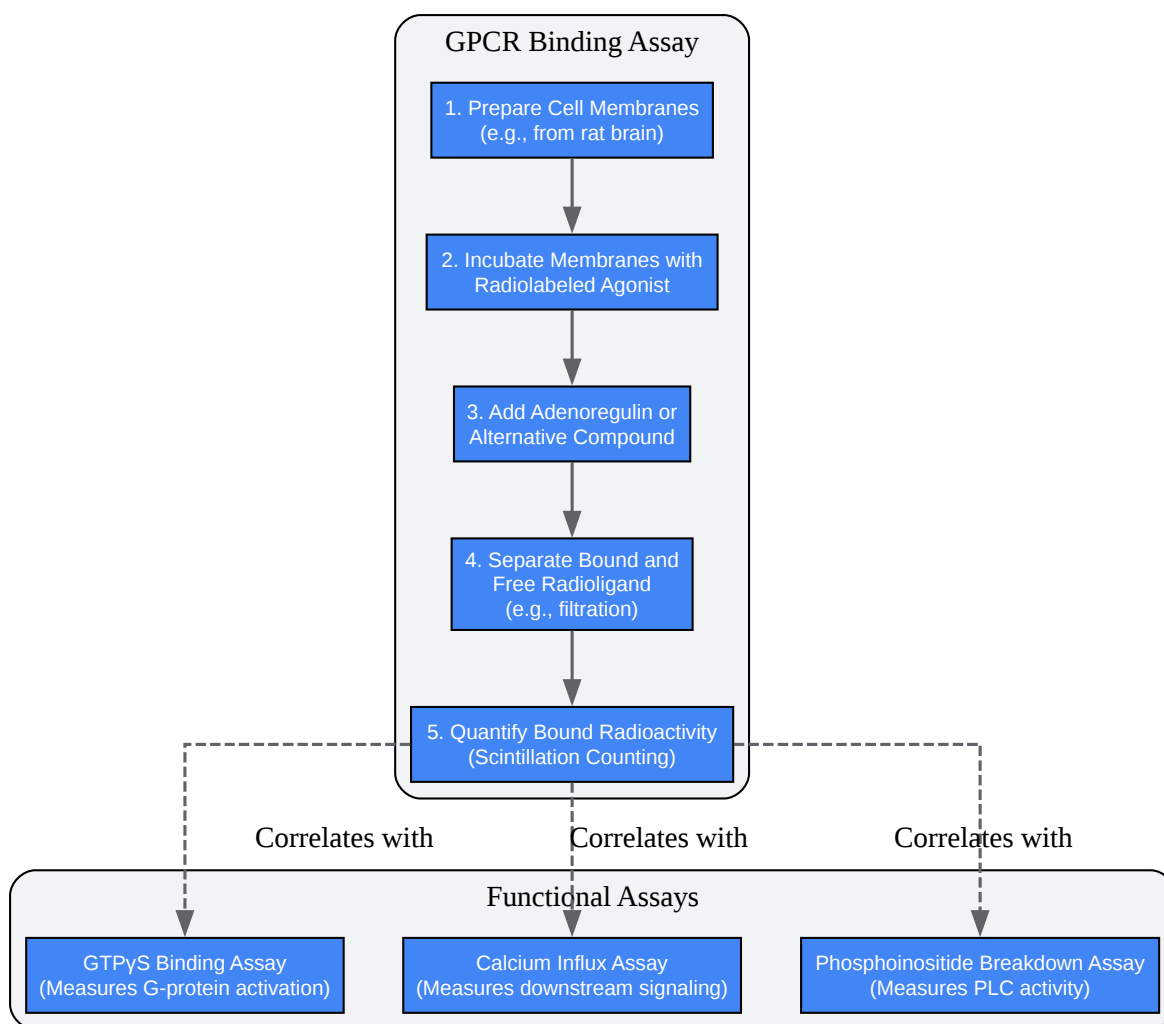 GPCR Binding Assay
1. Prepare Cell Membranes
(e.g., from rat brain)
2. Incubate Membranes with
Radiolabeled Agonist
3. Add Adenoregulin or
Alternative Compound
4. Separate Bound and
Free Radioligand
(e.g., filtration)
5. Quantify Bound Radioactivity
(Scintillation Counting)
Correlates with
Correlates with
Correlates with
Functional Assays
GTPγS Binding Assay
(Measures G-protein activation)
Calcium Influx Assay
(Measures downstream signaling)
Phosphoinositide Breakdown Assay
(Measures PLC activity)